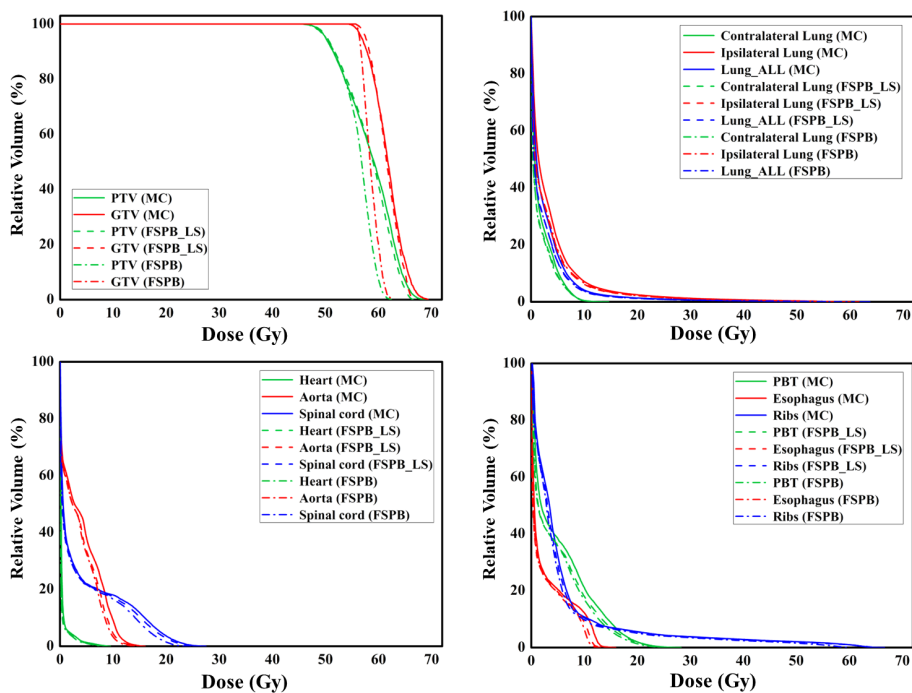 100
80
60
40
20
0
Relative Volume (%)
PTV (MC)
GTV (MC)
PTV (FSPB_LS)
GTV (FSPB_LS)
PTV (FSPB)
GTV (FSPB)
0 10 20 30 40 50 60 70
Dose (Gy)
100
80
60
40
20
0
Relative Volume (%)
Contralateral Lung (MC)
Ipsilateral Lung (MC)
Lung_ALL (MC)
Contralateral Lung (FSPB_LS)
Ipsilateral Lung (FSPB_LS)
Lung_ALL (FSPB_LS)
Contralateral Lung (FSPB)
Ipsilateral Lung (FSPB)
Lung_ALL (FSPB)
0 10 20 30 40 50 60 70
Dose (Gy)
100
80
60
40
20
0
Relative Volume (%)
Heart (MC)
Aorta (MC)
Spinal cord (MC)
Heart (FSPB_LS)
Aorta (FSPB_LS)
Spinal cord (FSPB_LS)
Heart (FSPB)
Aorta (FSPB)
Spinal cord (FSPB)
0 10 20 30 40 50 60 70
Dose (Gy)
100
80
60
40
20
0
Relative Volume (%)
PBT (MC)
Esophagus (MC)
Ribs (MC)
PBT (FSPB_LS)
Esophagus (FSPB_LS)
Ribs (FSPB_LS)
PBT (FSPB)
Esophagus (FSPB)
Ribs (FSPB)
0 10 20 30 40 50 60 70
Dose (Gy)